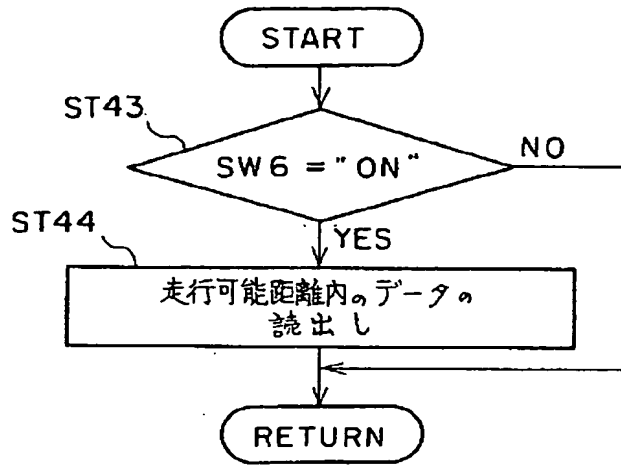 START
ST43
SW6 = "ON"
NO
ST44
YES
走行可能距離内のデータの
読出し
RETURN